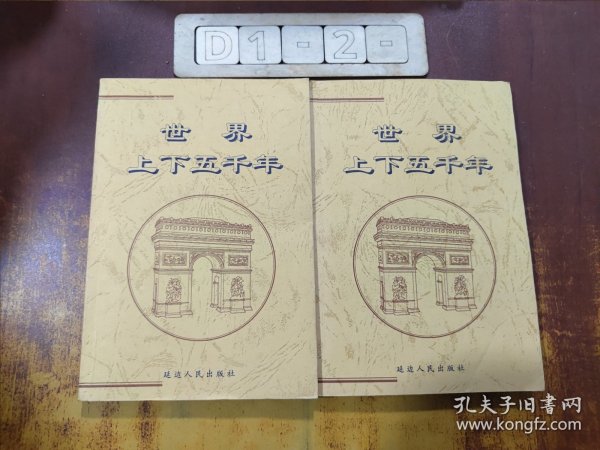 D1-2-
世界
上下五千年
延边人民出版社
世界
上下五千年
延边人民出版社
孔夫子旧書网
www.kongfz.com